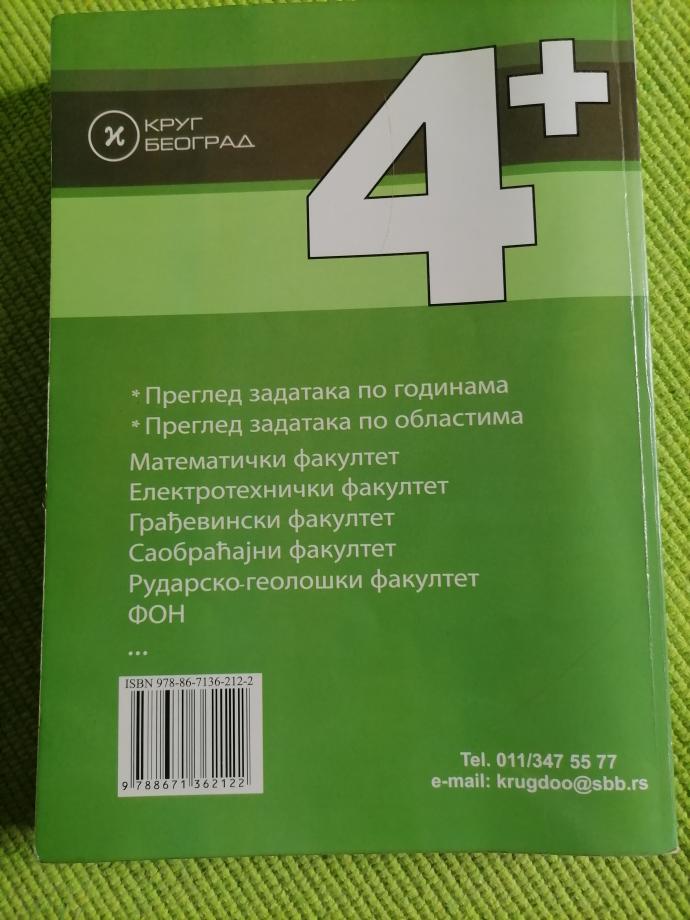 4+
КРУГ
БЕОГРАД
* Преглед задатака по годинама
* Преглед задатака по областима
Математички факултет
Електротехнички факултет
Грађевински факултет
Саобраћајни факултет
Рударско-геолошки факултет
ФОН
...
ISBN 978-86-7136-212-2
9 788671 362122
Tel. 011/347 55 77
e-mail: krugdoo@sbb.rs